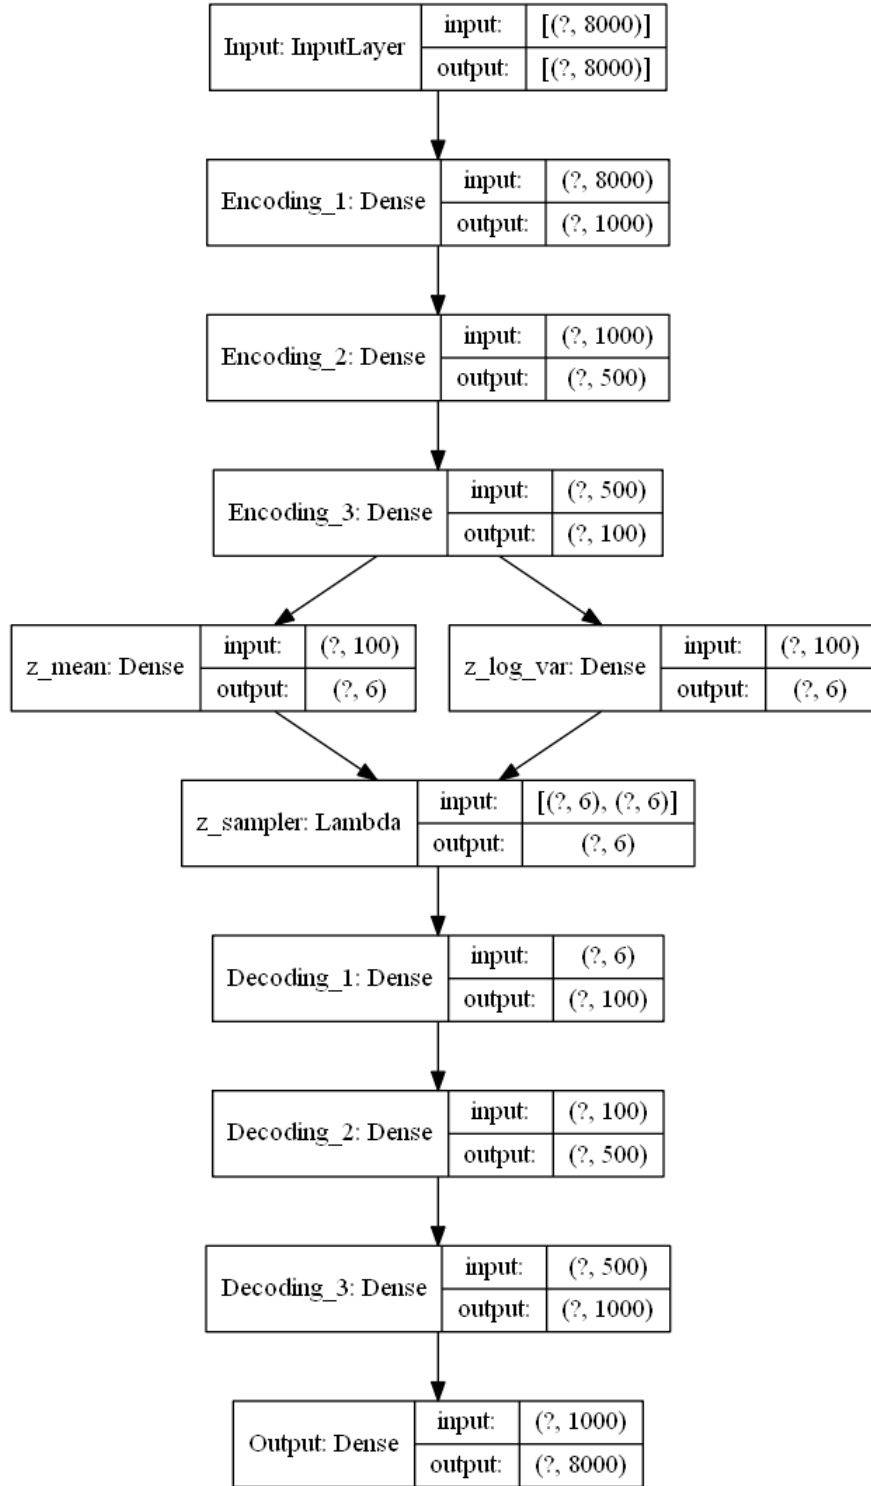 Input: InputLayer
input: [(?, 8000)]
output: [(?, 8000)]
Encoding_1: Dense
input: (?, 8000)
output: (?, 1000)
Encoding_2: Dense
input: (?, 1000)
output: (?, 500)
Encoding_3: Dense
input: (?, 500)
output: (?, 100)
z_mean: Dense
input: (?, 100)
output: (?, 6)
z_log_var: Dense
input: (?, 100)
output: (?, 6)
z_sampler: Lambda
input: [(?, 6), (?, 6)]
output: (?, 6)
Decoding_1: Dense
input: (?, 6)
output: (?, 100)
Decoding_2: Dense
input: (?, 100)
output: (?, 500)
Decoding_3: Dense
input: (?, 500)
output: (?, 1000)
Output: Dense
input: (?, 1000)
output: (?, 8000)